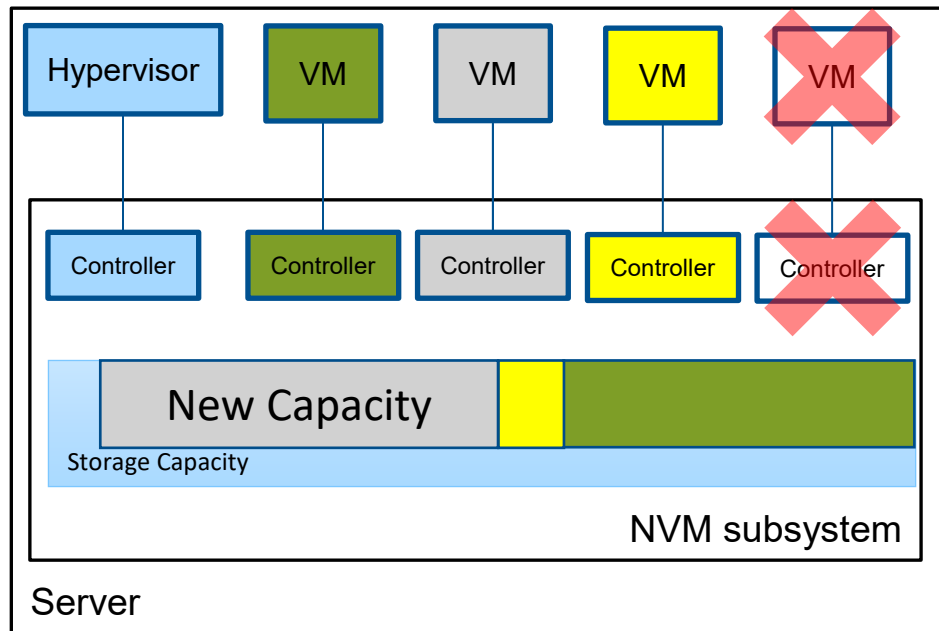 Hypervisor
VM
VM
VM
VM
Controller
Controller
Controller
Controller
Controller
New Capacity
Storage Capacity
NVM subsystem
Server